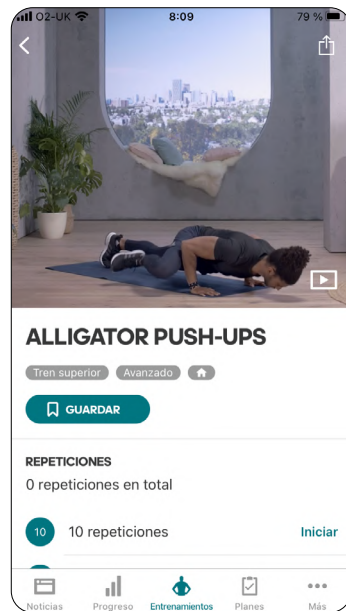 O2-UK 8:09 79 %
ALLIGATOR PUSH-UPS
Tren superior Avanzado
GUARDAR
REPETICIONES
0 repeticiones en total
10 10 repeticiones Iniciar
Noticias Progreso Entrenamientos Planes Más